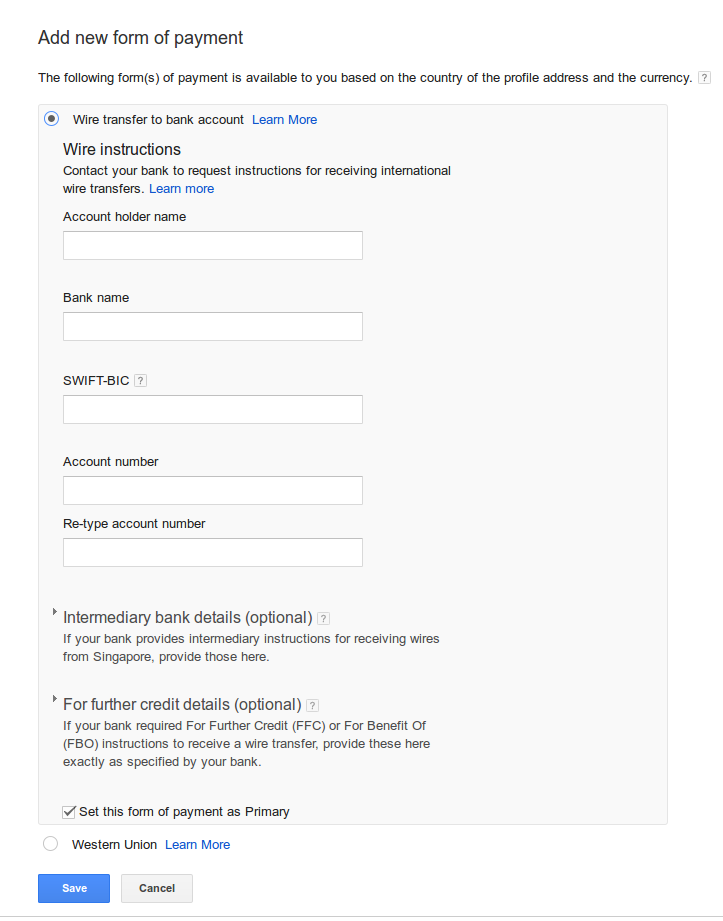 Add new form of payment
The following form(s) of payment is available to you based on the country of the profile address and the currency. ?
Wire transfer to bank account Learn More
Wire instructions
Contact your bank to request instructions for receiving international
wire transfers. Learn more
Account holder name
Bank name
SWIFT-BIC ?
Account number
Re-type account number
Intermediary bank details (optional) ?
If your bank provides intermediary instructions for receiving wires
from Singapore, provide those here.
For further credit details (optional) ?
If your bank required For Further Credit (FFC) or For Benefit Of
(FBO) instructions to receive a wire transfer, provide these here
exactly as specified by your bank.
Set this form of payment as Primary
Western Union Learn More
Save Cancel